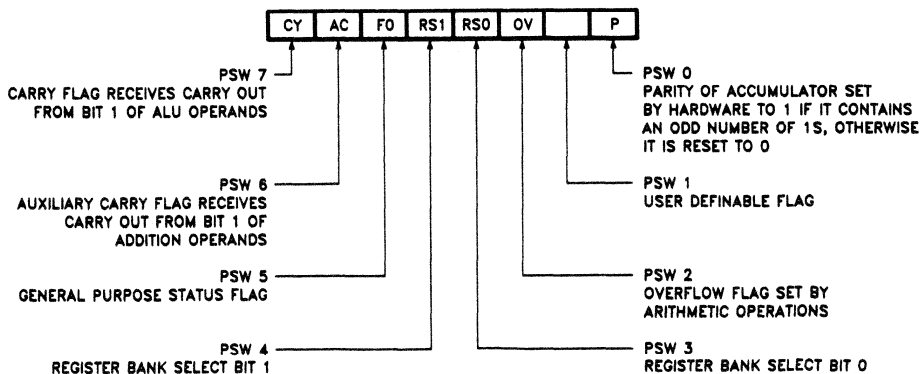 CY AC F0 RS1 RS0 OV P
PSW 7
CARRY FLAG RECEIVES CARRY OUT
FROM BIT 1 OF ALU OPERANDS
PSW 6
AUXILIARY CARRY FLAG RECEIVES
CARRY OUT FROM BIT 1 OF
ADDITION OPERANDS
PSW 5
GENERAL PURPOSE STATUS FLAG
PSW 4
REGISTER BANK SELECT BIT 1
PSW 0
PARITY OF ACCUMULATOR SET
BY HARDWARE TO 1 IF IT CONTAINS
AN ODD NUMBER OF 1S, OTHERWISE
IT IS RESET TO 0
PSW 1
USER DEFINABLE FLAG
PSW 2
OVERFLOW FLAG SET BY
ARITHMETIC OPERATIONS
PSW 3
REGISTER BANK SELECT BIT 0